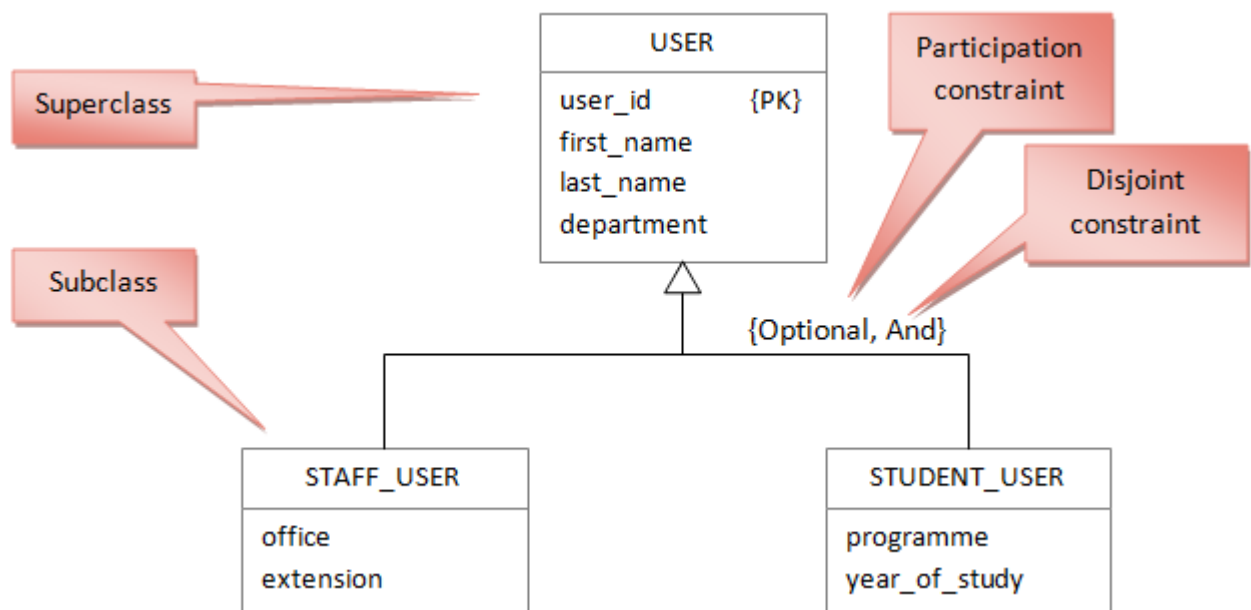 USER
user_id {PK}
first_name
last_name
department
Superclass
Participation
constraint
Disjoint
constraint
Subclass
{Optional, And}
STAFF_USER
office
extension
STUDENT_USER
programme
year_of_study